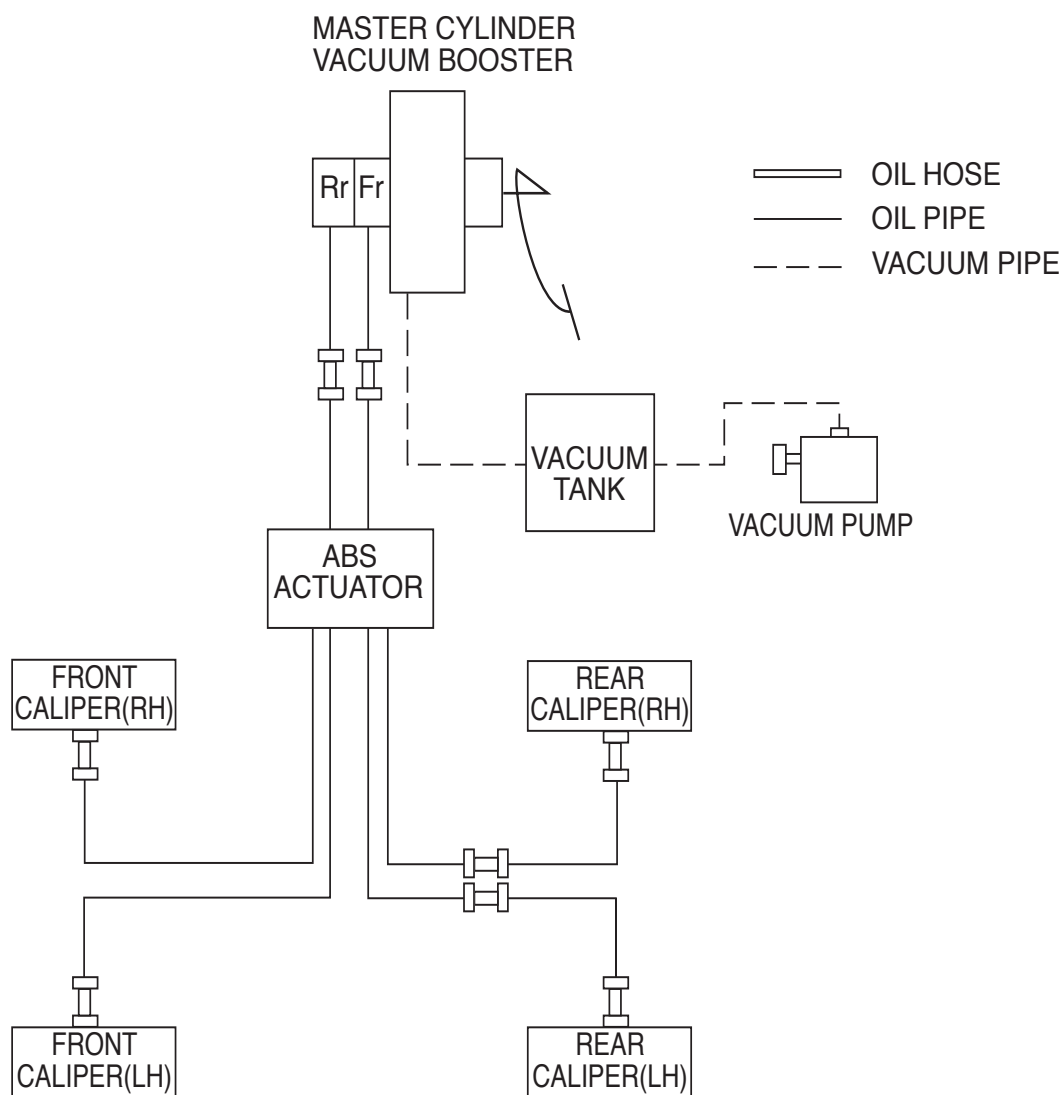 MASTER CYLINDER
VACUUM BOOSTER
Rr Fr
OIL HOSE
OIL PIPE
VACUUM PIPE
VACUUM
TANK
VACUUM PUMP
ABS
ACTUATOR
FRONT
CALIPER(RH)
REAR
CALIPER(RH)
FRONT
CALIPER(LH)
REAR
CALIPER(LH)